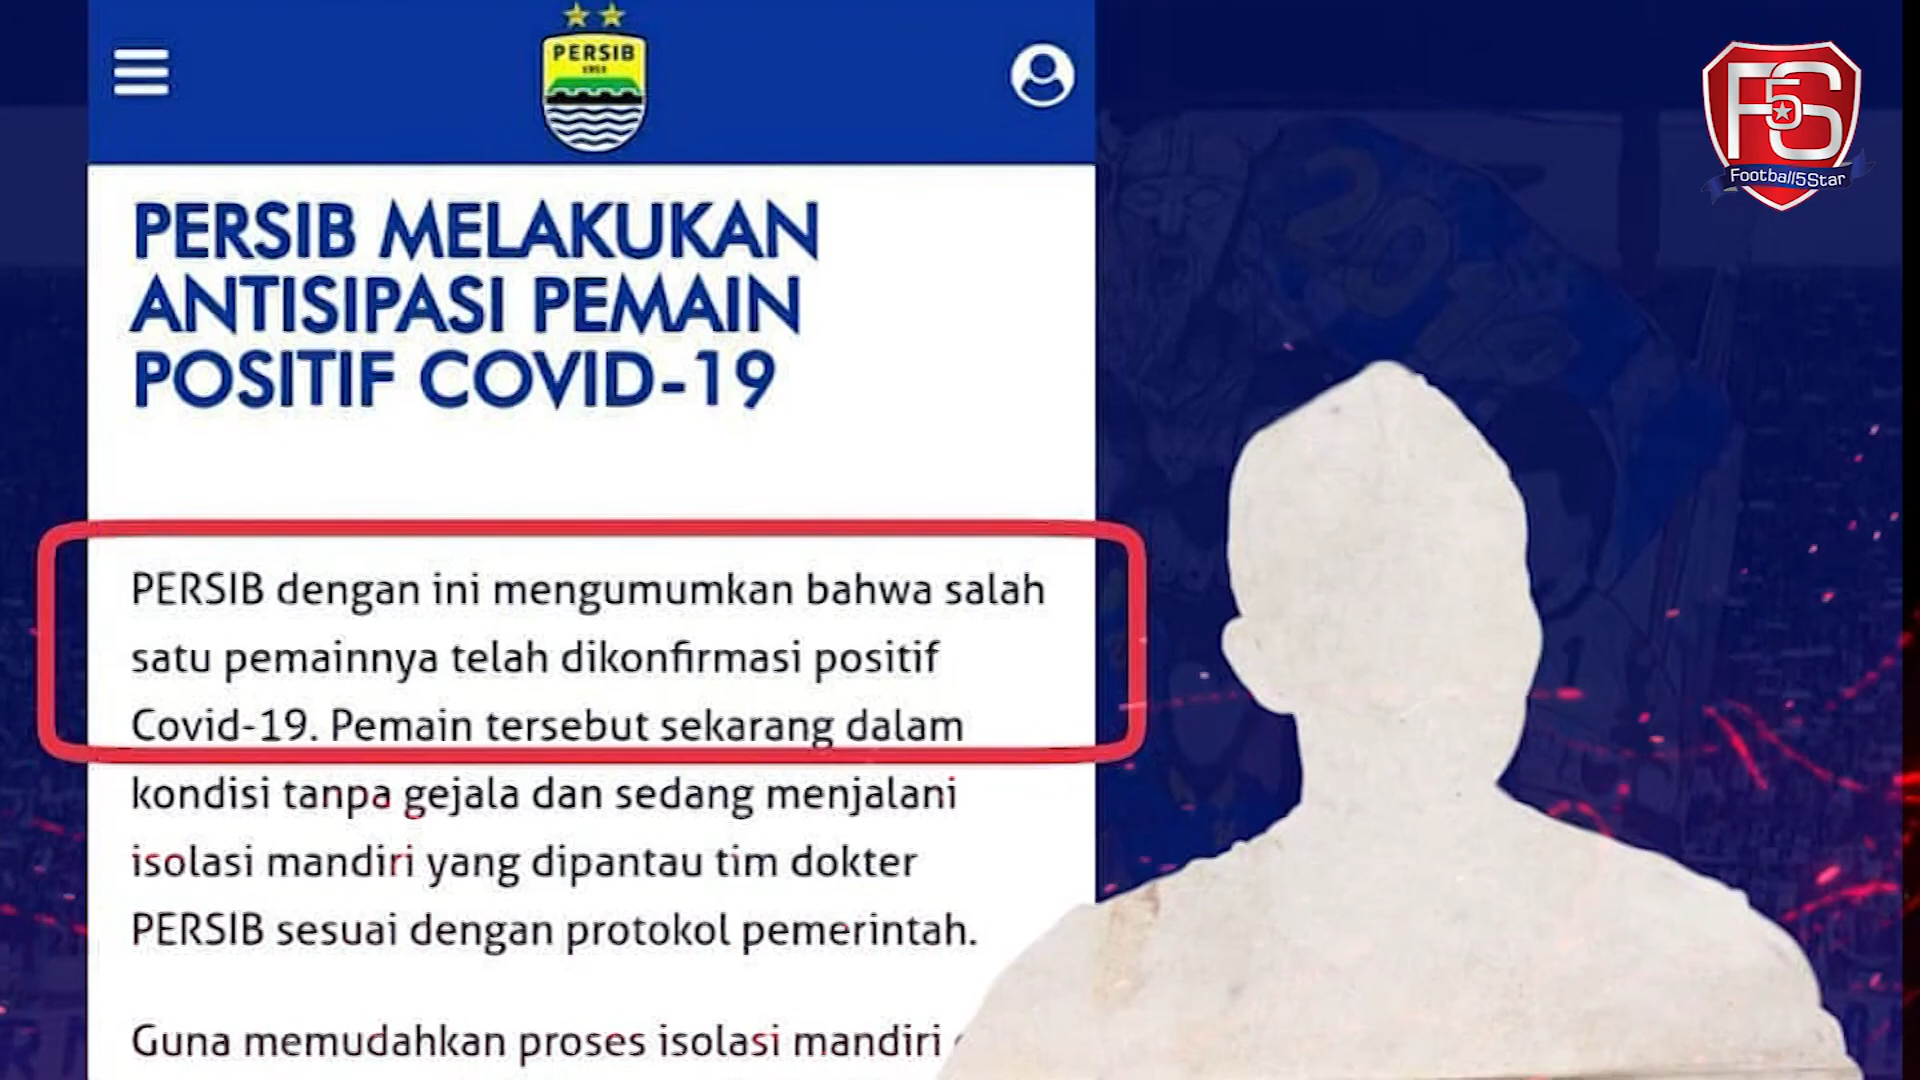 PERSIB
1933
F5S
Football5Star
PERSIB MELAKUKAN
ANTISIPASI PEMAIN
POSITIF COVID-19
PERSIB dengan ini mengumumkan bahwa salah
satu pemainnya telah dikonfirmasi positif
Covid-19. Pemain tersebut sekarang dalam
kondisi tanpa gejala dan sedang menjalani
isolasi mandiri yang dipantau tim dokter
PERSIB sesuai dengan protokol pemerintah.
Guna memudahkan proses isolasi mandiri